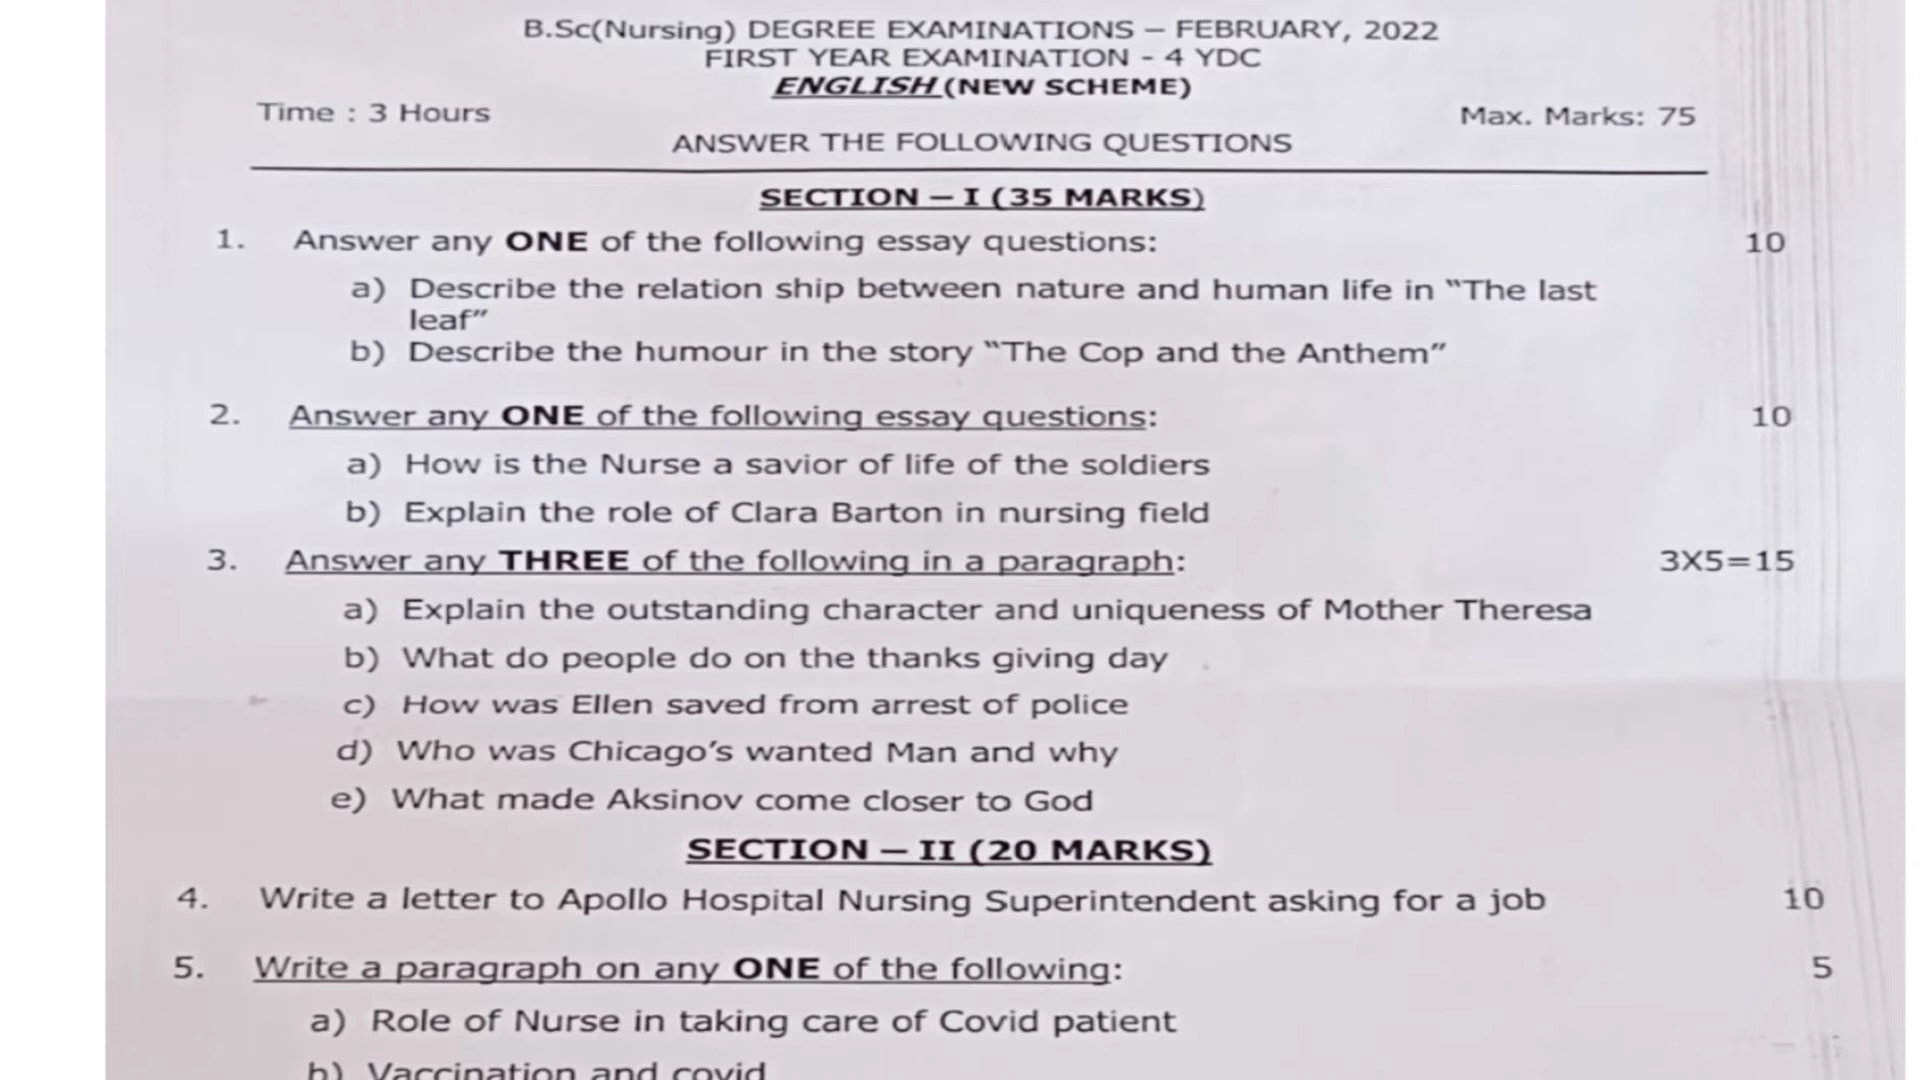 B.Sc(Nursing) DEGREE EXAMINATIONS – FEBRUARY, 2022
FIRST YEAR EXAMINATION - 4 YDC
ENGLISH (NEW SCHEME)
Time : 3 Hours
Max. Marks: 75
ANSWER THE FOLLOWING QUESTIONS
SECTION – I (35 MARKS)
1. Answer any ONE of the following essay questions: 10
a) Describe the relation ship between nature and human life in “The last
leaf”
b) Describe the humour in the story “The Cop and the Anthem”
2. Answer any ONE of the following essay questions: 10
a) How is the Nurse a savior of life of the soldiers
b) Explain the role of Clara Barton in nursing field
3. Answer any THREE of the following in a paragraph: 3X5=15
a) Explain the outstanding character and uniqueness of Mother Theresa
b) What do people do on the thanks giving day
c) How was Ellen saved from arrest of police
d) Who was Chicago’s wanted Man and why
e) What made Aksinov come closer to God
SECTION – II (20 MARKS)
4. Write a letter to Apollo Hospital Nursing Superintendent asking for a job 10
5. Write a paragraph on any ONE of the following: 5
a) Role of Nurse in taking care of Covid patient
b) Vaccination and covid